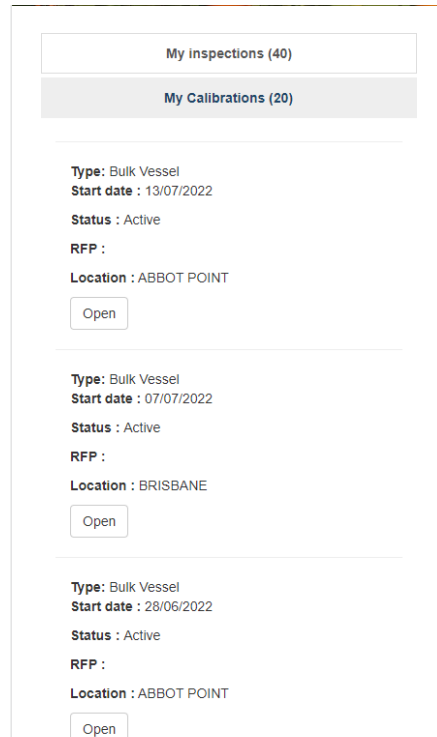 My inspections (40)
My Calibrations (20)
Type: Bulk Vessel
Start date : 13/07/2022
Status : Active
RFP :
Location : ABBOT POINT
Open
Type: Bulk Vessel
Start date : 07/07/2022
Status : Active
RFP :
Location : BRISBANE
Open
Type: Bulk Vessel
Start date : 28/06/2022
Status : Active
RFP :
Location : ABBOT POINT
Open